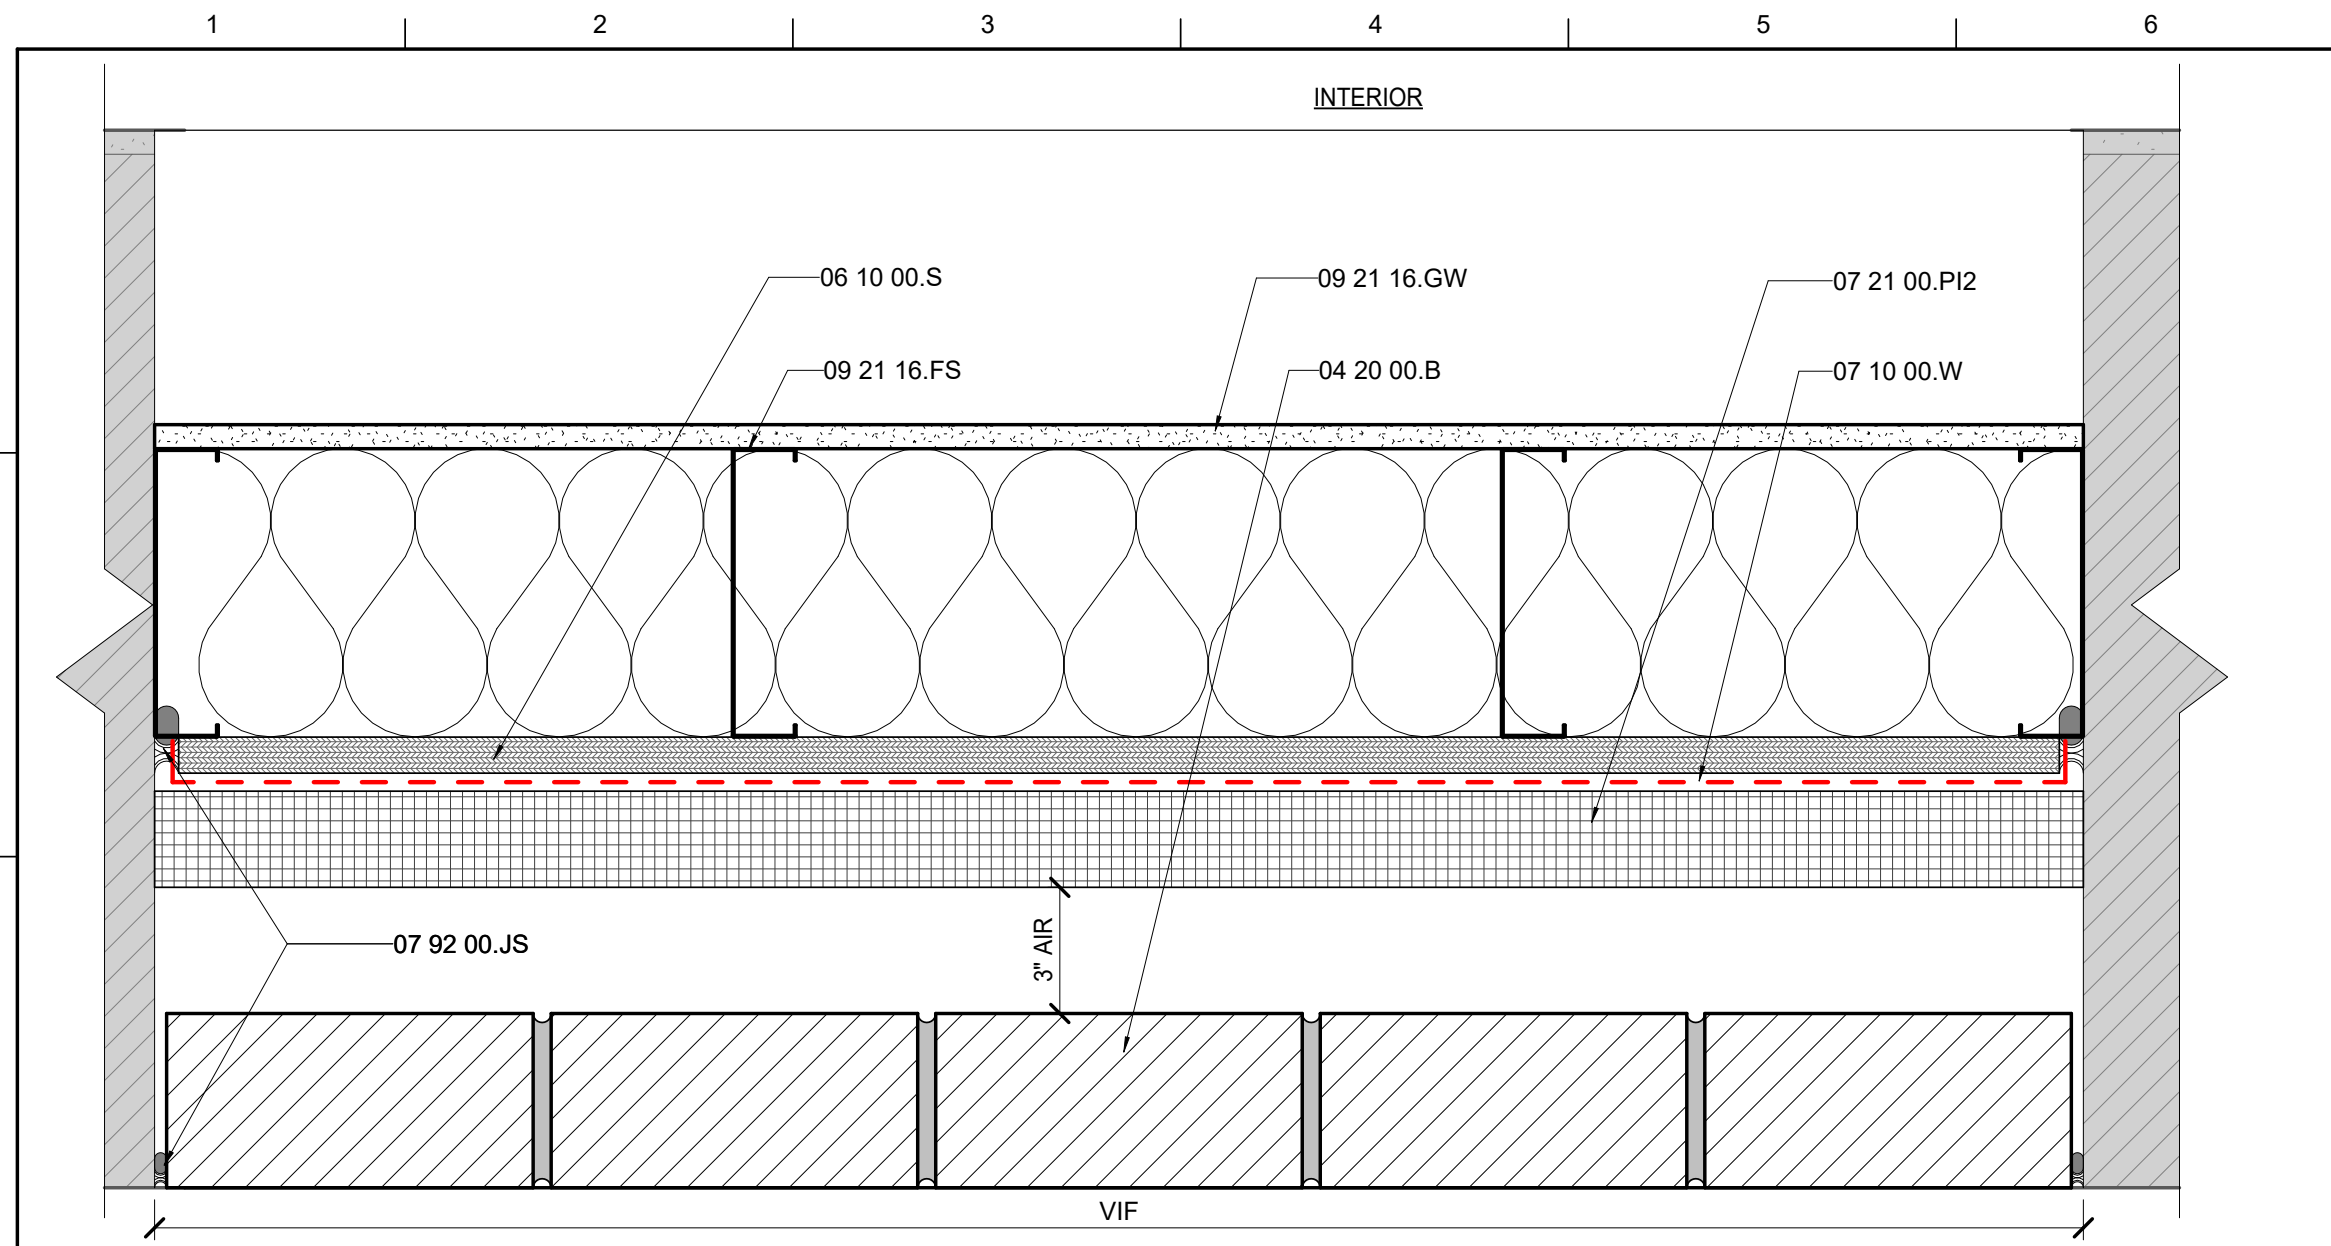 1 2 3 4 5 6
INTERIOR
06 10 00.S
09 21 16.GW
07 21 00.PI2
09 21 16.FS
04 20 00.B
07 10 00.W
07 92 00.JS
3" AIR
VIF